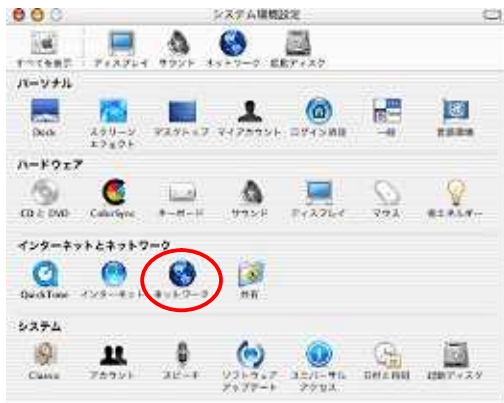 システム環境設定
すべてを表示 ディスプレイ サウンド ネットワーク 起動ディスク
パーソナル
Dock スクリーン エフェクト デスクトップ マイアカウント ログイン項目 一般 言語環境
ハードウェア
CD と DVD ColorSync キーボード サウンド ディスプレイ マウス 省エネルギー
インターネットとネットワーク
QuickTime インターネット ネットワーク 共有
システム
Classic アカウント スピーチ ソフトウェア アップデート ユニバーサル アクセス 日付と時刻 起動ディスク